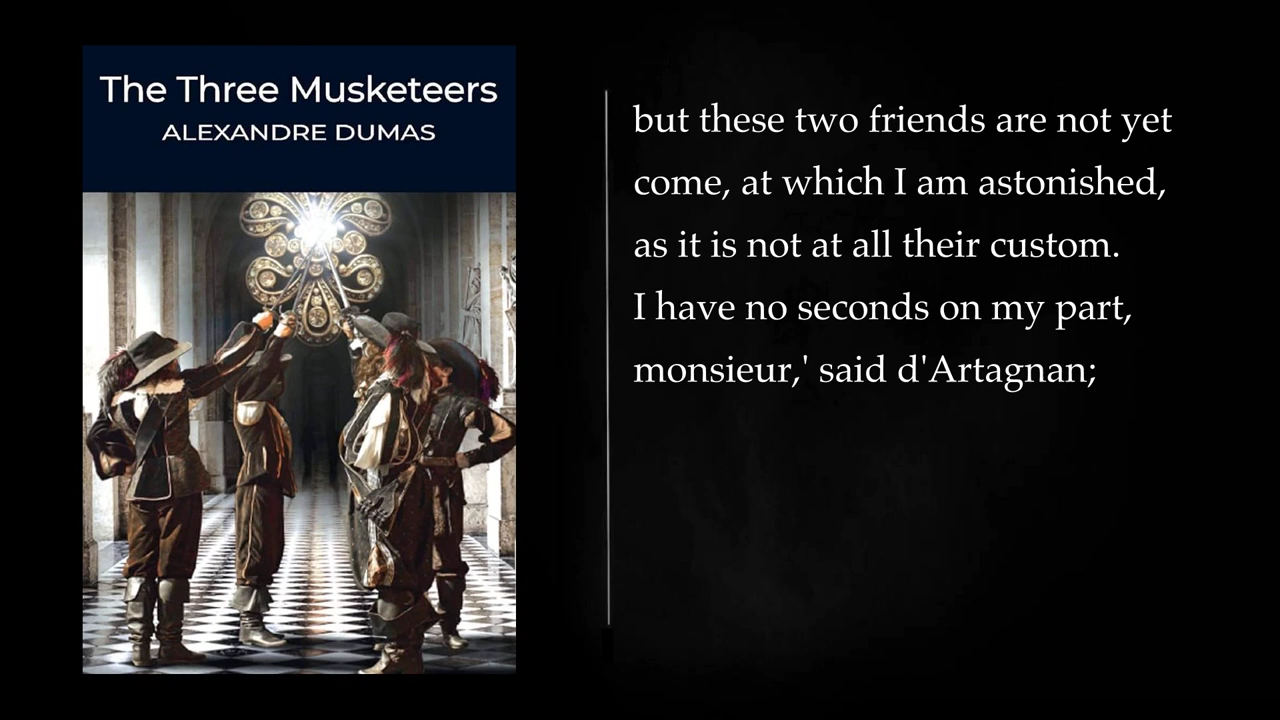 The Three Musketeers
ALEXANDRE DUMAS
but these two friends are not yet
come, at which I am astonished,
as it is not at all their custom.
I have no seconds on my part,
monsieur,' said d'Artagnan;